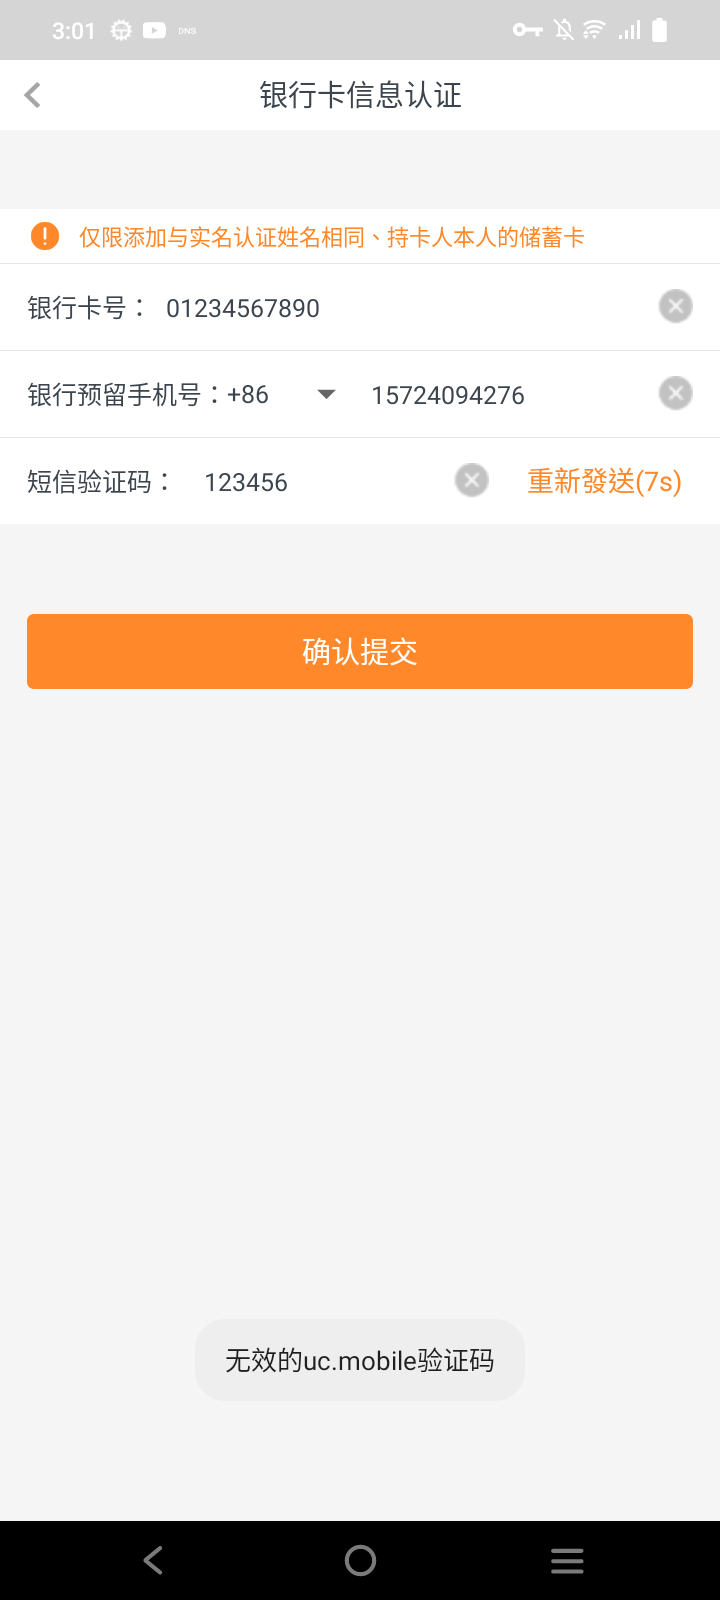 3:01 DNS
银行卡信息认证
仅限添加与实名认证姓名相同、持卡人本人的储蓄卡
银行卡号： 01234567890
银行预留手机号：+86 15724094276
短信验证码： 123456 重新發送(7s)
确认提交
无效的uc.mobile验证码